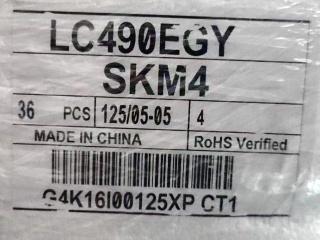 LC490EGY
SKM4
36 PCS 125/05-05 4
MADE IN CHINA RoHS Verified
G4K16I00125XP CT1